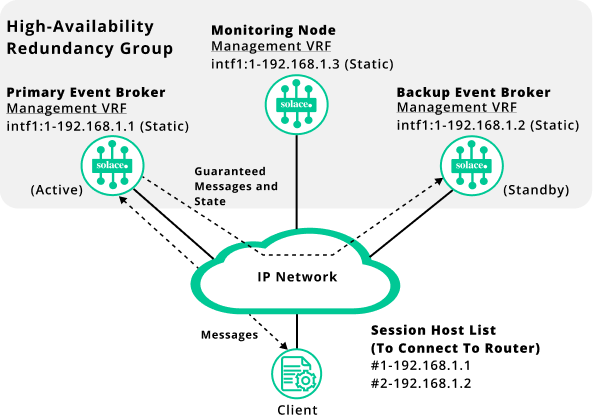 High-Availability
Redundancy Group
Monitoring Node
Management VRF
intf1:1-192.168.1.3 (Static)
Primary Event Broker
Management VRF
intf1:1-192.168.1.1 (Static)
Backup Event Broker
Management VRF
intf1:1-192.168.1.2 (Static)
solace.
solace.
solace.
(Active)
Guaranteed
Messages and
State
(Standby)
IP Network
Messages
Session Host List
(To Connect To Router)
#1-192.168.1.1
#2-192.168.1.2
Client